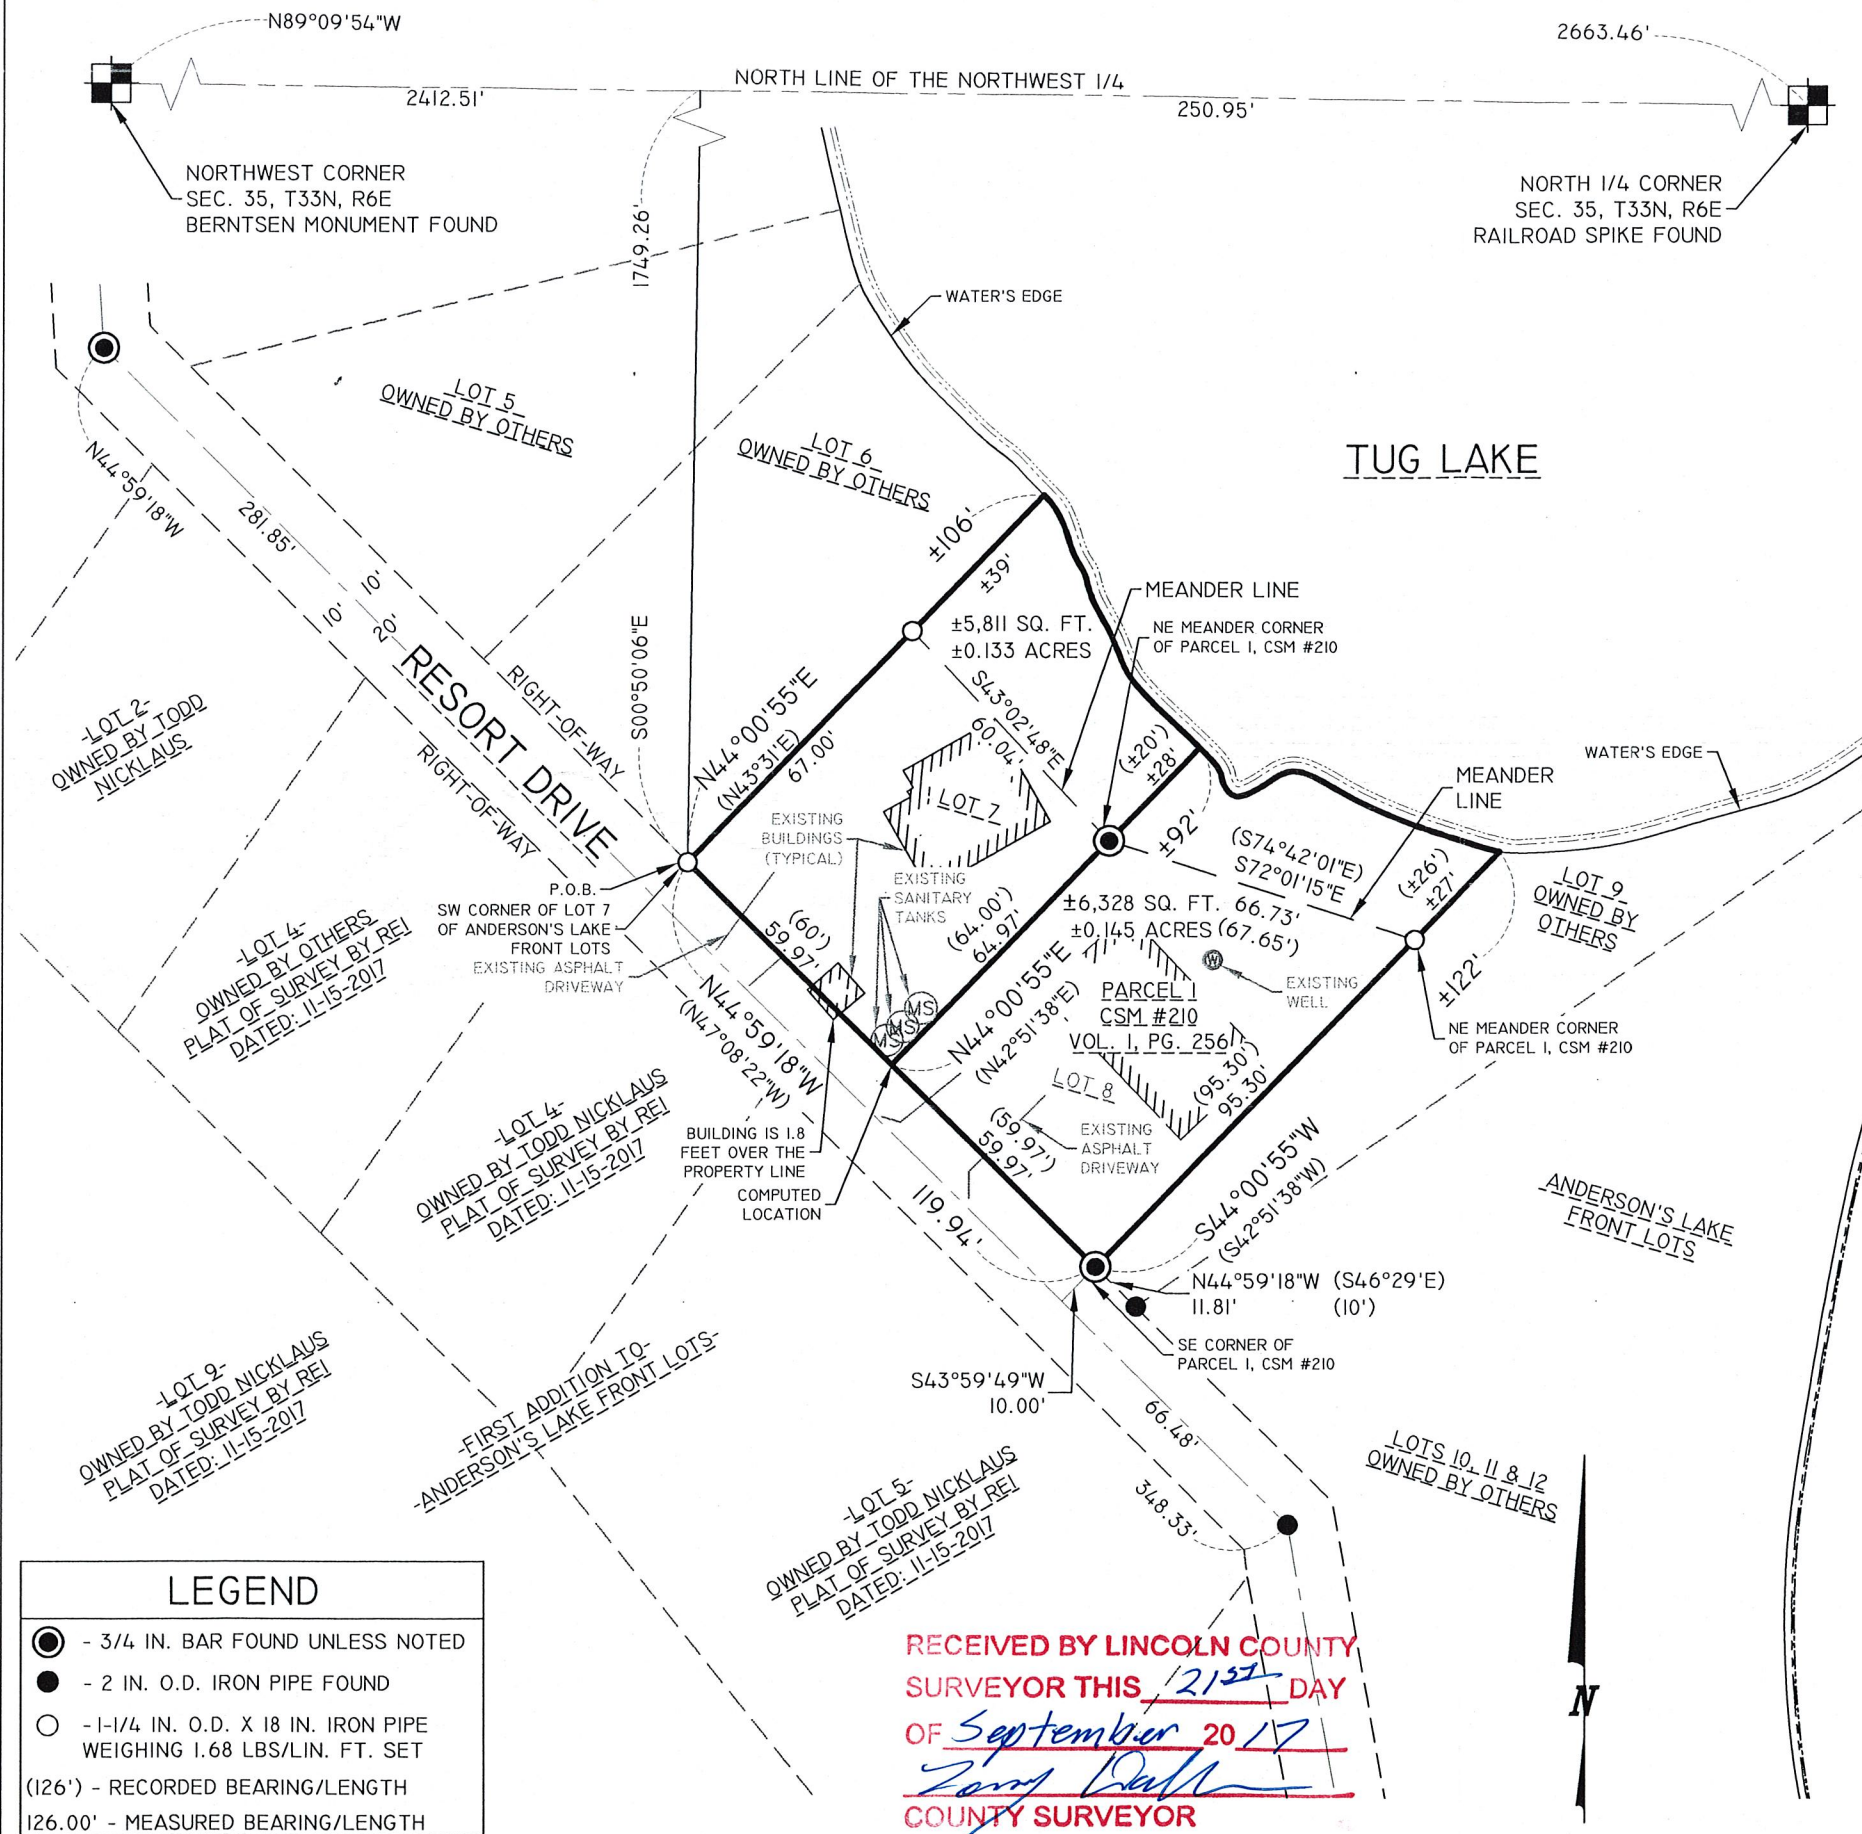 N89°09'54"W
2663.46'
NORTH LINE OF THE NORTHWEST 1/4
2412.51'
250.95'
NORTHWEST CORNER
SEC. 35, T33N, R6E
BERNTSEN MONUMENT FOUND
NORTH 1/4 CORNER
SEC. 35, T33N, R6E
RAILROAD SPIKE FOUND
1749.26'
WATER'S EDGE
LOT 5
OWNED BY OTHERS
LOT 6
OWNED BY OTHERS
TUG LAKE
N44°59'18"W
281.85'
10'
10'
20'
RESORT DRIVE
RIGHT-OF-WAY
RIGHT-OF-WAY
S00°50'06"E
±106'
±39'
±5,811 SQ. FT.
±0.133 ACRES
MEANDER LINE
NE MEANDER CORNER
OF PARCEL 1, CSM #210
S43°02'48"E
60.04'
N44°00'55"E
(N43°31'E)
67.00'
-LOT 2-
OWNED BY TODD
NICKLAUS
LOT 7
(±20')
±28'
±92'
WATER'S EDGE
MEANDER
LINE
(S74°42'01"E)
S72°01'15"E
(±26')
±27'
LOT 9
OWNED BY
OTHERS
EXISTING
BUILDINGS
(TYPICAL)
EXISTING
SANITARY
TANKS
P.O.B.
SW CORNER OF LOT 7
OF ANDERSON'S LAKE
FRONT LOTS
EXISTING ASPHALT
DRIVEWAY
(60')
59.97'
(64.00')
64.97'
±6,328 SQ. FT. 66.73'
±0.145 ACRES (67.65')
W
EXISTING
WELL
±122'
NE MEANDER CORNER
OF PARCEL 1, CSM #210
-LOT 4-
OWNED BY OTHERS
PLAT OF SURVEY BY REI
DATED: 11-15-2017
N44°59'18"W
(N47°08'22"W)
MS
MS
MS
N44°00'55"E
(N42°51'38"E)
PARCEL 1
CSM #210
VOL. 1, PG. 256
LOT 8
(95.30')
95.30'
-LOT 4-
OWNED BY TODD NICKLAUS
PLAT OF SURVEY BY REI
DATED: 11-15-2017
BUILDING IS 1.8
FEET OVER THE
PROPERTY LINE
COMPUTED
LOCATION
(59.97')
59.97'
EXISTING
ASPHALT
DRIVEWAY
119.94'
S44°00'55"W
(S42°51'38"W)
ANDERSON'S LAKE
FRONT LOTS
N44°59'18"W (S46°29'E)
11.81' (10')
SE CORNER OF
PARCEL 1, CSM #210
S43°59'49"W
10.00'
-LOT 9-
OWNED BY TODD NICKLAUS
PLAT OF SURVEY BY REI
DATED: 11-15-2017
-FIRST ADDITION TO-
-ANDERSON'S LAKE FRONT LOTS-
66.48'
348.33'
-LOT 5-
OWNED BY TODD NICKLAUS
PLAT OF SURVEY BY REI
DATED: 11-15-2017
LOTS 10, 11 & 12
OWNED BY OTHERS
LEGEND
- 3/4 IN. BAR FOUND UNLESS NOTED
- 2 IN. O.D. IRON PIPE FOUND
- 1-1/4 IN. O.D. X 18 IN. IRON PIPE
WEIGHING 1.68 LBS/LIN. FT. SET
(126') - RECORDED BEARING/LENGTH
126.00' - MEASURED BEARING/LENGTH
RECEIVED BY LINCOLN COUNTY
SURVEYOR THIS 21st DAY
OF September 20 17
COUNTY SURVEYOR
N